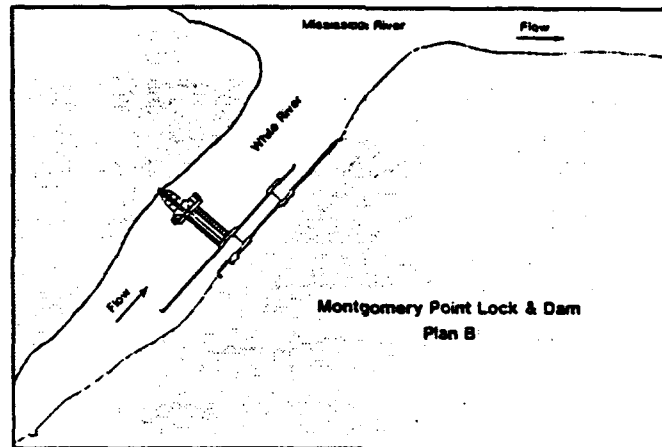 Mississippi River
Flow
White River
Flow
Montgomery Point Lock & Dam
Plan B